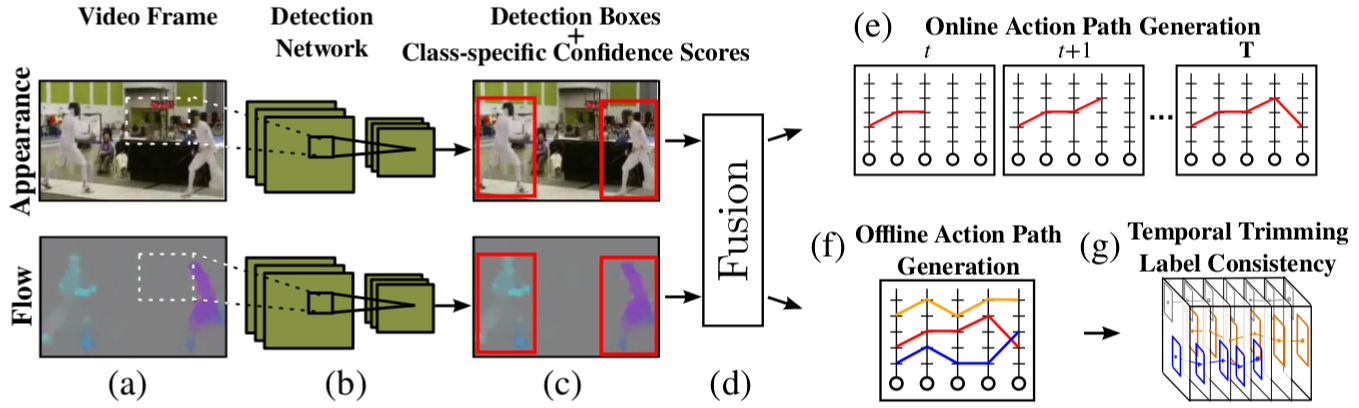 Video Frame
Detection
Network
Detection Boxes
+
Class-specific Confidence Scores
(e)
Online Action Path Generation
t
t+1
T
...
Appearance
Flow
Fusion
(f)
Offline Action Path
Generation
(g)
Temporal Trimming
Label Consistency
(a)
(b)
(c)
(d)